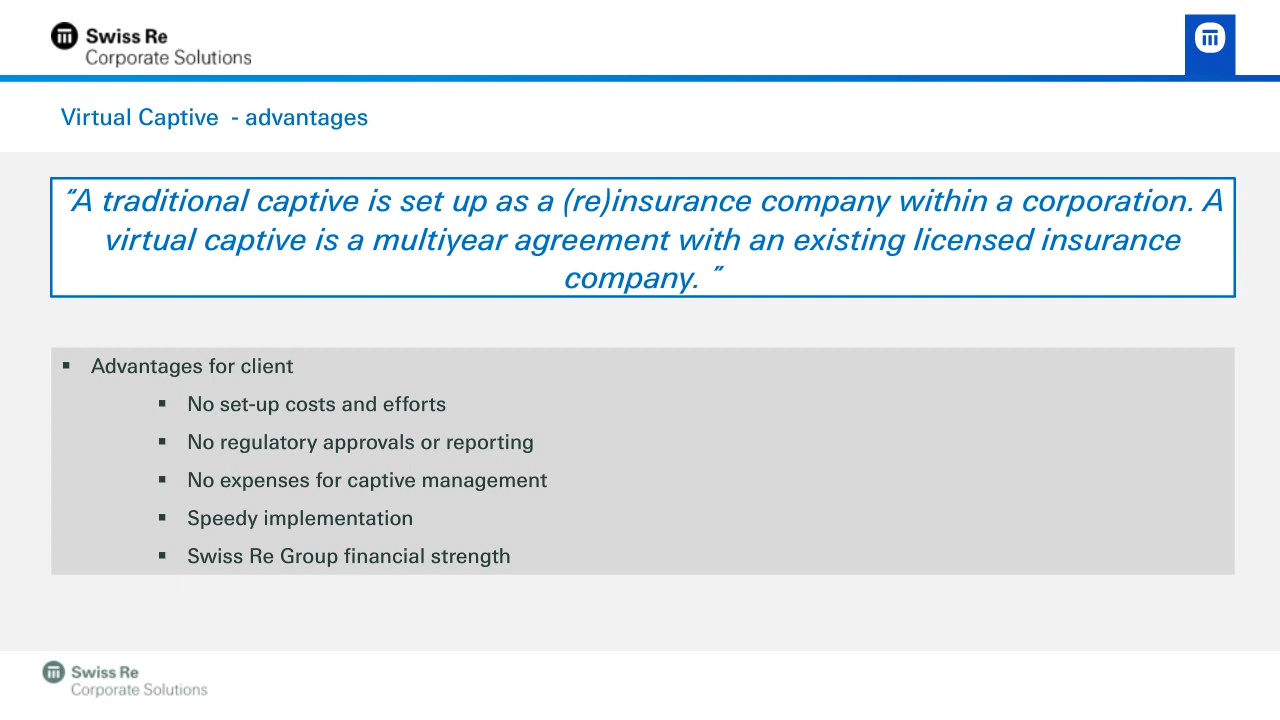 Swiss Re
Corporate Solutions
Virtual Captive - advantages
“A traditional captive is set up as a (re)insurance company within a corporation. A
virtual captive is a multiyear agreement with an existing licensed insurance
company. ”
▪ Advantages for client
▪ No set-up costs and efforts
▪ No regulatory approvals or reporting
▪ No expenses for captive management
▪ Speedy implementation
▪ Swiss Re Group financial strength
Swiss Re
Corporate Solutions